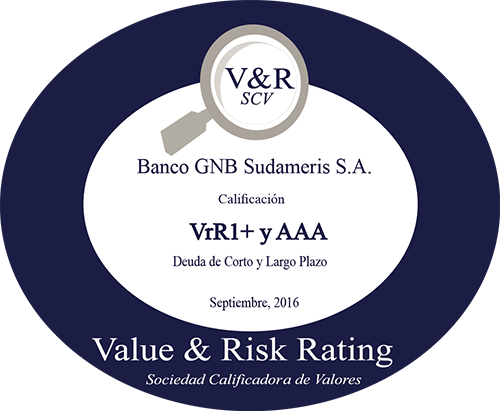 V&R
SCV
Banco GNB Sudameris S.A.
Calificación
VrR1+ y AAA
Deuda de Corto y Largo Plazo
Septiembre, 2016
Value & Risk Rating
Sociedad Calificadora de Valores